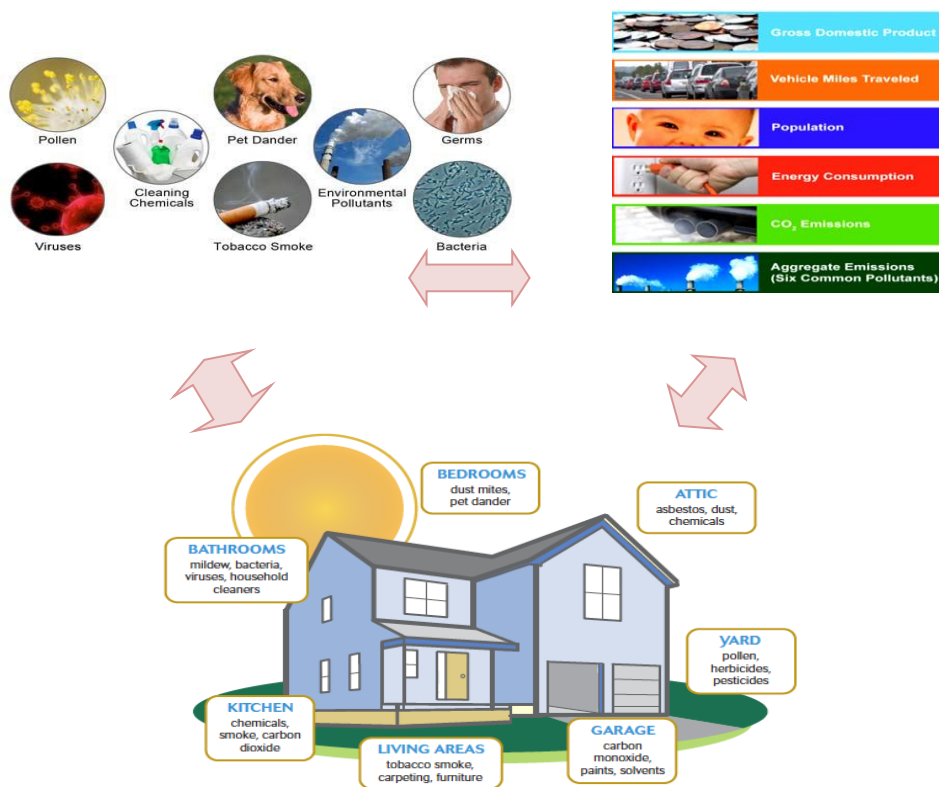 Pollen
Cleaning
Chemicals
Pet Dander
Environmental
Pollutants
Germs
Viruses
Tobacco Smoke
Bacteria
Gross Domestic Product
Vehicle Miles Traveled
Population
Energy Consumption
CO₂ Emissions
Aggregate Emissions
(Six Common Pollutants)
BEDROOMS
dust mites,
pet dander
ATTIC
asbestos, dust,
chemicals
BATHROOMS
mildew, bacteria,
viruses, household
cleaners
YARD
pollen,
herbicides,
pesticides
KITCHEN
chemicals,
smoke, carbon
dioxide
LIVING AREAS
tobacco smoke,
carpeting, furniture
GARAGE
carbon
monoxide,
paints, solvents